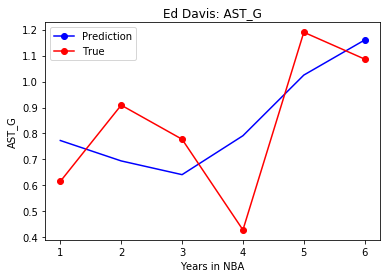 Ed Davis: AST_G
Prediction
True
1.2
1.1
1.0
0.9
0.8
0.7
0.6
0.5
0.4
AST_G
1 2 3 4 5 6
Years in NBA